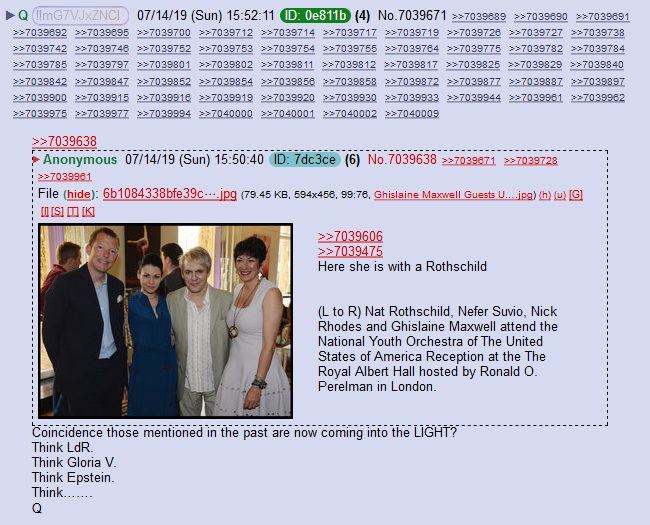 Q !!mG7VJxZNCI 07/14/19 (Sun) 15:52:11 ID: 0e811b (4) No.7039671 >>7039689 >>7039690 >>7039691
>>7039692 >>7039695 >>7039700 >>7039712 >>7039714 >>7039717 >>7039719 >>7039726 >>7039727 >>7039738
>>7039742 >>7039746 >>7039752 >>7039753 >>7039754 >>7039755 >>7039764 >>7039775 >>7039782 >>7039784
>>7039785 >>7039797 >>7039801 >>7039802 >>7039811 >>7039812 >>7039817 >>7039825 >>7039829 >>7039840
>>7039842 >>7039847 >>7039852 >>7039854 >>7039856 >>7039858 >>7039872 >>7039877 >>7039887 >>7039897
>>7039900 >>7039915 >>7039916 >>7039919 >>7039920 >>7039930 >>7039933 >>7039944 >>7039961 >>7039962
>>7039975 >>7039977 >>7039994 >>7040000 >>7040001 >>7040002 >>7040009
>>7039638
Anonymous 07/14/19 (Sun) 15:50:40 ID: 7dc3ce (6) No.7039638 >>7039671 >>7039728
>>7039961
File (hide): 6b1084338bfe39c⋯.jpg (79.45 KB, 594x456, 99:76, Ghislaine Maxwell Guests U….jpg) (h) (u) [G]
[I] [S] [T] [K]
>>7039606
>>7039475
Here she is with a Rothschild
(L to R) Nat Rothschild, Nefer Suvio, Nick
Rhodes and Ghislaine Maxwell attend the
National Youth Orchestra of The United
States of America Reception at the The
Royal Albert Hall hosted by Ronald O.
Perelman in London.
Coincidence those mentioned in the past are now coming into the LIGHT?
Think LdR.
Think Gloria V.
Think Epstein.
Think…….
Q